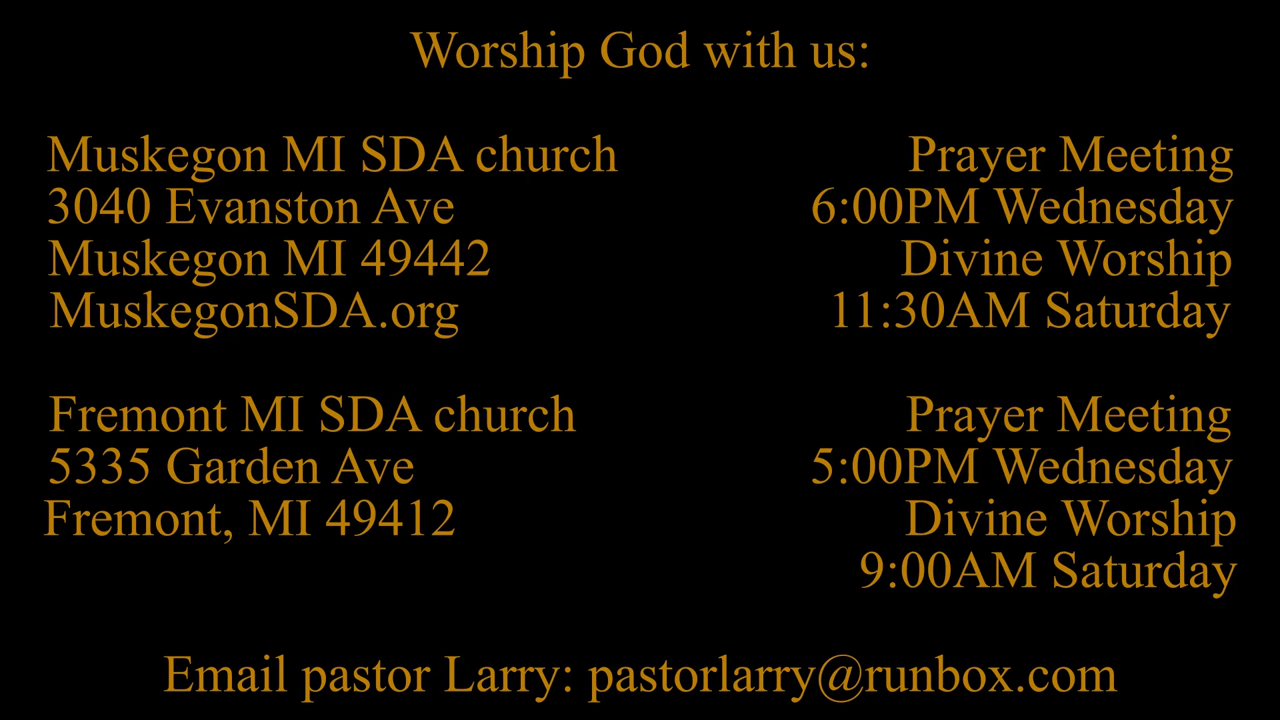 Worship God with us:
Muskegon MI SDA church
3040 Evanston Ave
Muskegon MI 49442
MuskegonSDA.org
Prayer Meeting
6:00PM Wednesday
Divine Worship
11:30AM Saturday
Fremont MI SDA church
5335 Garden Ave
Fremont, MI 49412
Prayer Meeting
5:00PM Wednesday
Divine Worship
9:00AM Saturday
Email pastor Larry: pastorlarry@runbox.com